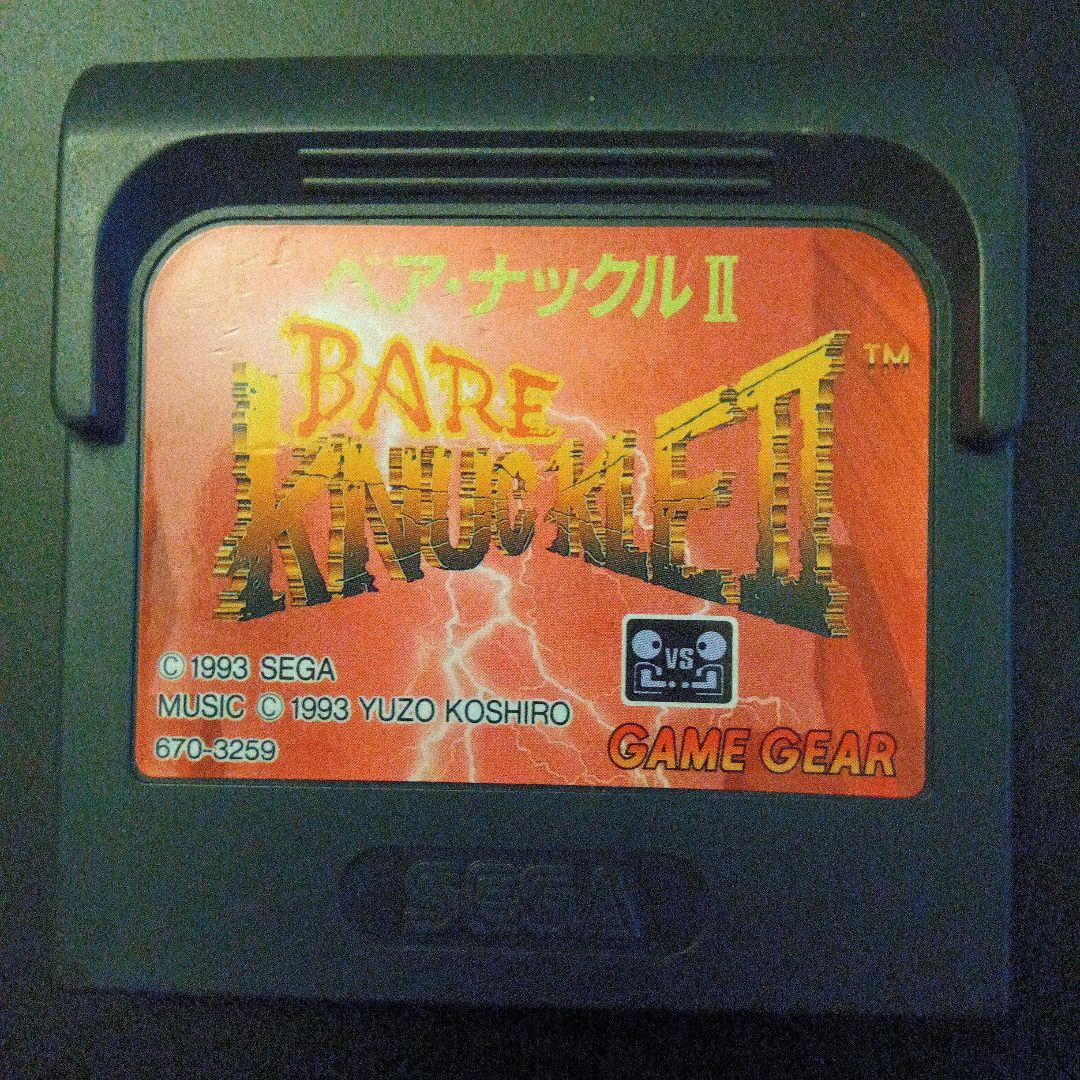 ベア・ナックルⅡ
BARE
KNUCKLE II
TM
VS
© 1993 SEGA
MUSIC © 1993 YUZO KOSHIRO
670-3259
GAME GEAR
SEGA